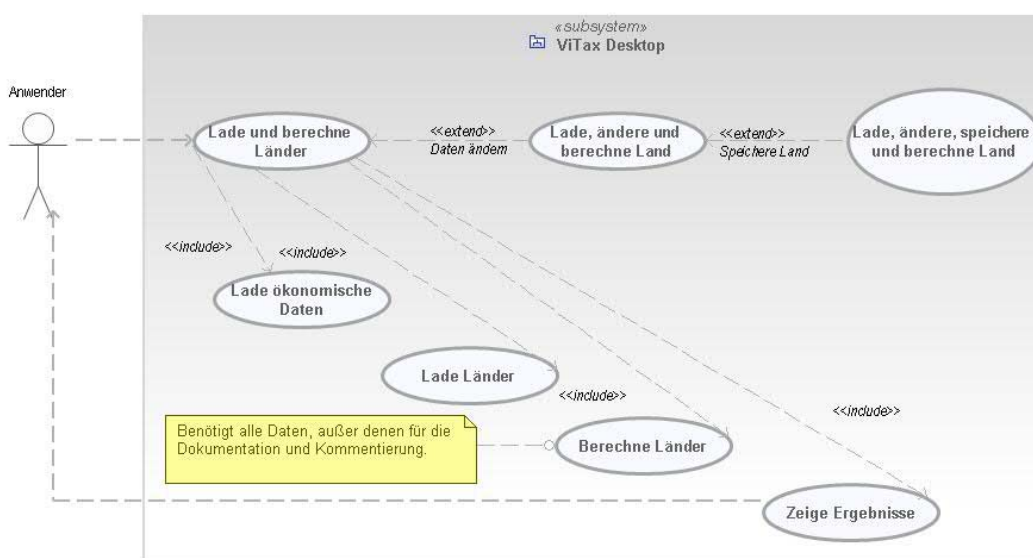 «subsystem»
ViTax Desktop
Anwender
Lade und berechne
Länder
<<extend>>
Daten ändern
Lade, ändere und
berechne Land
<<extend>>
Speichere Land
Lade, ändere, speichere
und berechne Land
<<include>>
<<include>>
Lade ökonomische
Daten
Lade Länder
<<include>>
<<include>>
Benötigt alle Daten, außer denen für die
Dokumentation und Kommentierung.
Berechne Länder
Zeige Ergebnisse